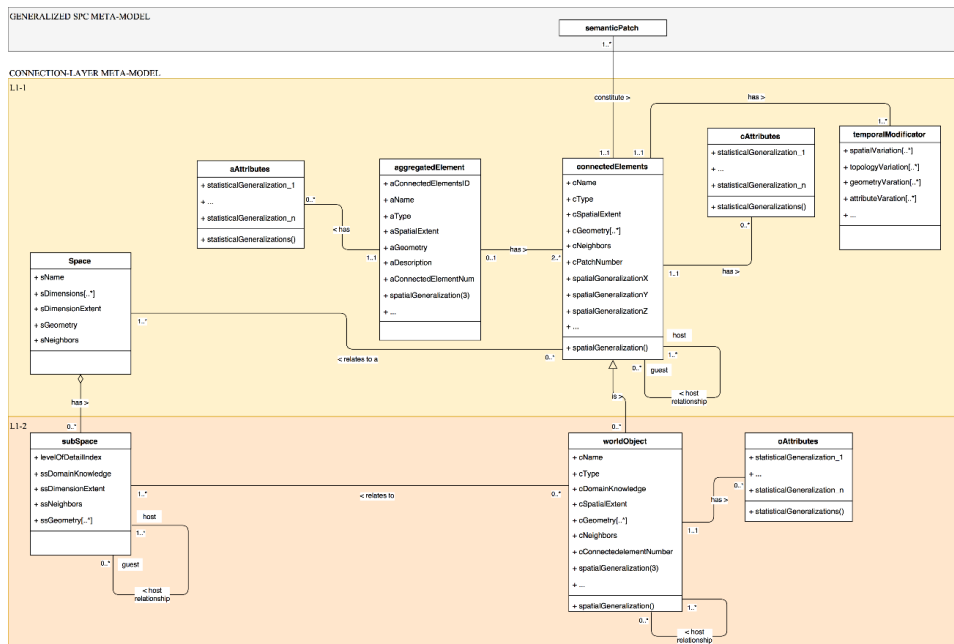 GENERALIZED SPC META-MODEL
semanticPatch
1..*
CONNECTION-LAYER META-MODEL
L1-1
constitute >
has >
1..1
1..1
1..*
aAttributes
+ statisticalGeneralization_1
+ ...
+ statisticalGeneralization_n
+ statisticalGeneralizations()
0..*
< has
1..1
aggregatedElement
+ aConnectedElementsID
+ aName
+ aType
+ aSpatialExtent
+ aGeometry
+ aDescription
+ aConnectedElementNum
+ spatialGeneralization(3)
+ ...
0..1
has >
2..*
connectedElements
+ cName
+ cType
+ cSpatialExtent
+ cGeometry[..*]
+ cNeighbors
+ cPatchNumber
+ spatialGeneralizationX
+ spatialGeneralizationY
+ spatialGeneralizationZ
+ ...
+ spatialGeneralization()
cAttributes
+ statisticalGeneralization_1
+ ...
+ statisticalGeneralization_n
+ statisticalGeneralizations()
0..*
1..1
has >
temporalModificator
+ spatialVariation[..*]
+ topologyVariation[..*]
+ geometryVaration[..*]
+ attributeVaration[..*]
+ ...
Space
+ sName
+ sDimensions[..*]
+ sDimensionExtent
+ sGeometry
+ sNeighbors
1..*
< relates to a
0..*
host
1..*
0..*
guest
< host
relationship
has >
0..*
is >
0..*
L1-2
subSpace
+ levelOfDetailIndex
+ ssDomainKnowledge
+ ssDimensionExtent
+ ssNeighbors
+ ssGeometry[..*]
1..*
< relates to
0..*
host
1..*
0..*
guest
< host
relationship
worldObject
+ cName
+ cType
+ cDomainKnowledge
+ cSpatialExtent
+ cGeometry[..*]
+ cNeighbors
+ cConnectedelementNumber
+ spatialGeneralization(3)
+ ...
+ spatialGeneralization()
oAttributes
+ statisticalGeneralization_1
+ ...
+ statisticalGeneralization_n
+ statisticalGeneralizations()
0..*
has >
1..1
1..*
0..*
< host
relationship